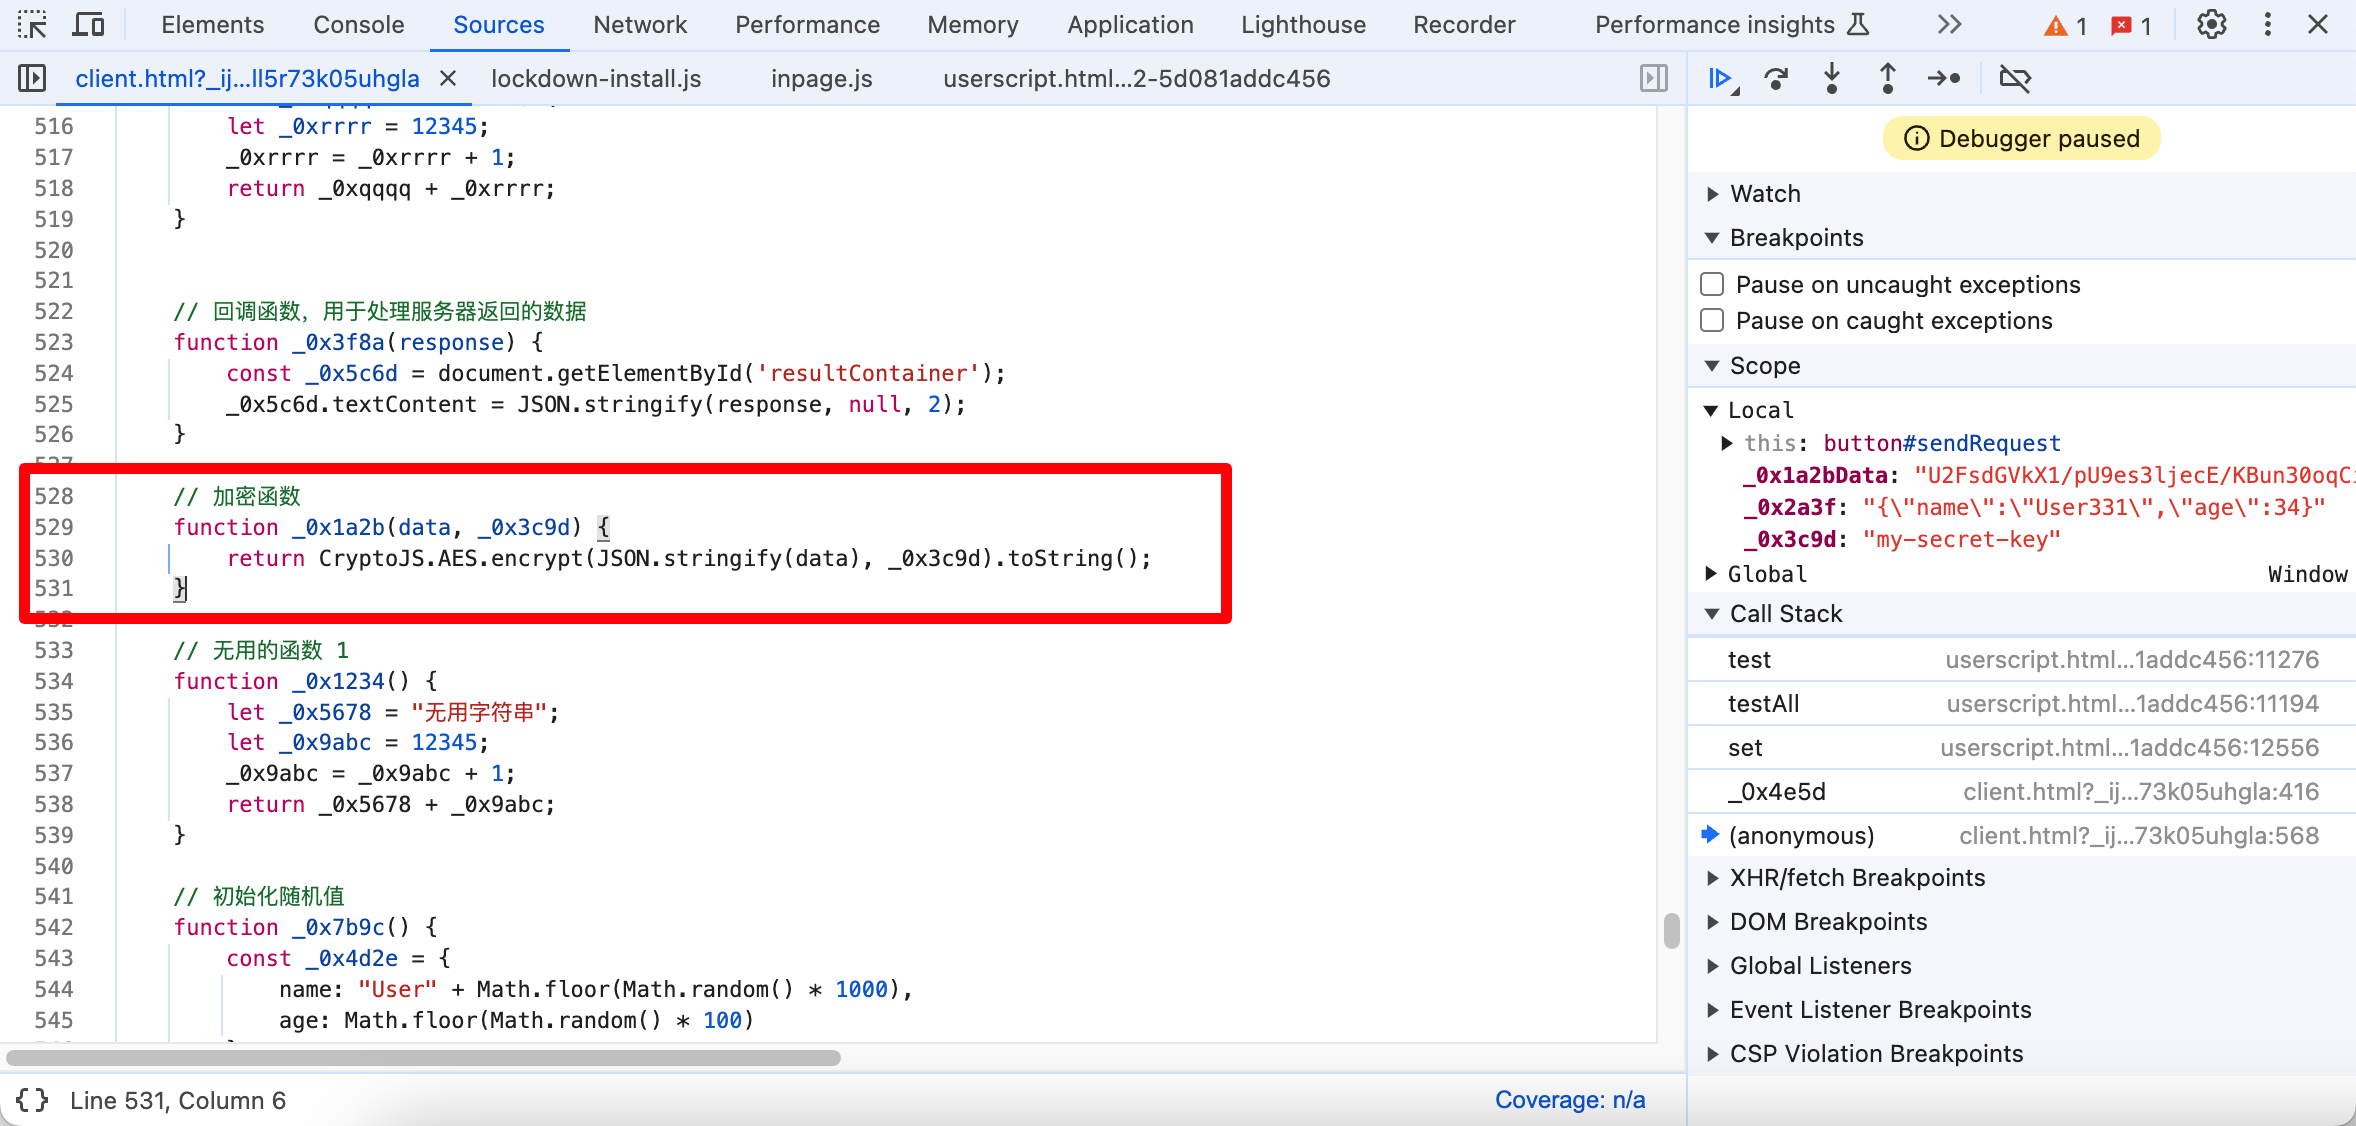 Elements Console Sources Network Performance Memory Application Lighthouse Recorder Performance insights 1 1
client.html?_ij...ll5r73k05uhgla lockdown-install.js inpage.js userscript.html...2-5d081addc456
516 let _0xrrrr = 12345;
517 _0xrrrr = _0xrrrr + 1;
518 return _0xqqqq + _0xrrrr;
519 }
520
521
522 // 回调函数，用于处理服务器返回的数据
523 function _0x3f8a(response) {
524 const _0x5c6d = document.getElementById('resultContainer');
525 _0x5c6d.textContent = JSON.stringify(response, null, 2);
526 }
528 // 加密函数
529 function _0x1a2b(data, _0x3c9d) {
530 return CryptoJS.AES.encrypt(JSON.stringify(data), _0x3c9d).toString();
531 }
533 // 无用的函数 1
534 function _0x1234() {
535 let _0x5678 = "无用字符串";
536 let _0x9abc = 12345;
537 _0x9abc = _0x9abc + 1;
538 return _0x5678 + _0x9abc;
539 }
540
541 // 初始化随机值
542 function _0x7b9c() {
543 const _0x4d2e = {
544 name: "User" + Math.floor(Math.random() * 1000),
545 age: Math.floor(Math.random() * 100)
{} Line 531, Column 6
Coverage: n/a
Debugger paused
Watch
Breakpoints
Pause on uncaught exceptions
Pause on caught exceptions
Scope
Local
this: button#sendRequest
_0x1a2bData: "U2FsdGVkX1/pU9es3ljecE/KBun30oqC
_0x2a3f: "{\"name\":\"User331\",\"age\":34}"
_0x3c9d: "my-secret-key"
Global Window
Call Stack
test userscript.html...1addc456:11276
testAll userscript.html...1addc456:11194
set userscript.html...1addc456:12556
_0x4e5d client.html?_ij...73k05uhgla:416
(anonymous) client.html?_ij...73k05uhgla:568
XHR/fetch Breakpoints
DOM Breakpoints
Global Listeners
Event Listener Breakpoints
CSP Violation Breakpoints